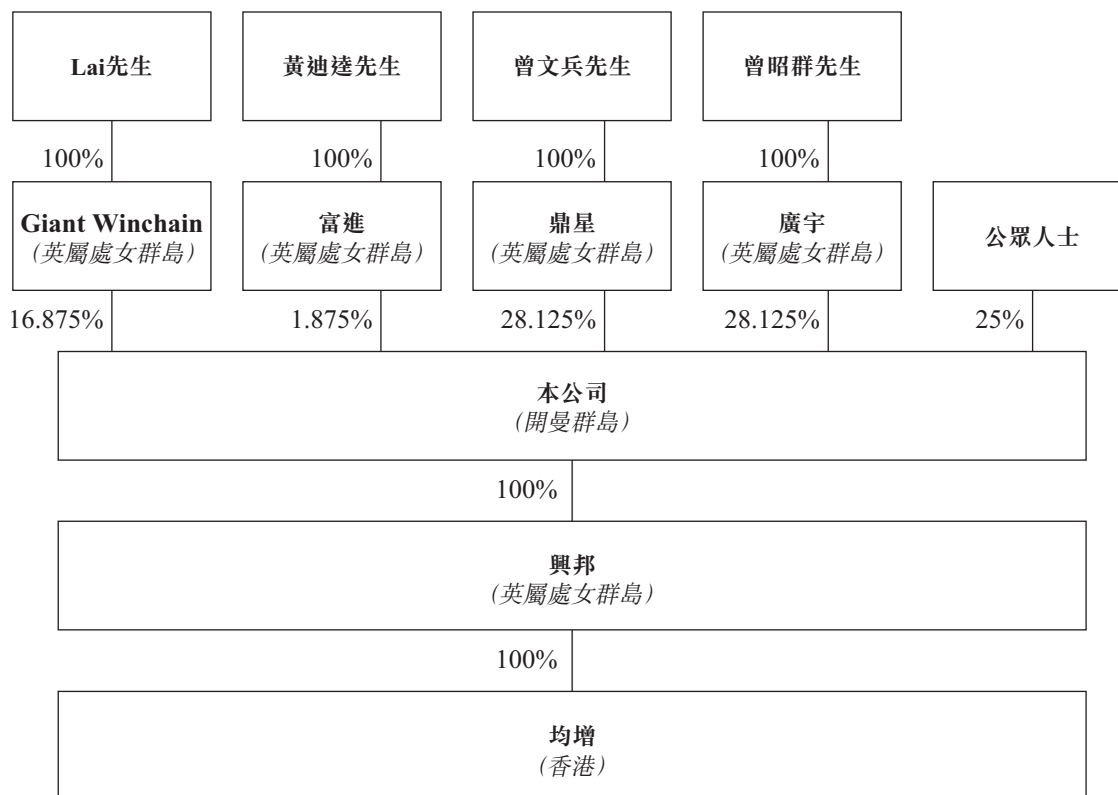 Lai先生
黃迪逹先生
曾文兵先生
曾昭群先生
100%
100%
100%
100%
Giant Winchain
(英屬處女群島)
富進
(英屬處女群島)
鼎星
(英屬處女群島)
廣宇
(英屬處女群島)
公眾人士
16.875%
1.875%
28.125%
28.125%
25%
本公司
(開曼群島)
100%
興邦
(英屬處女群島)
100%
均增
(香港)